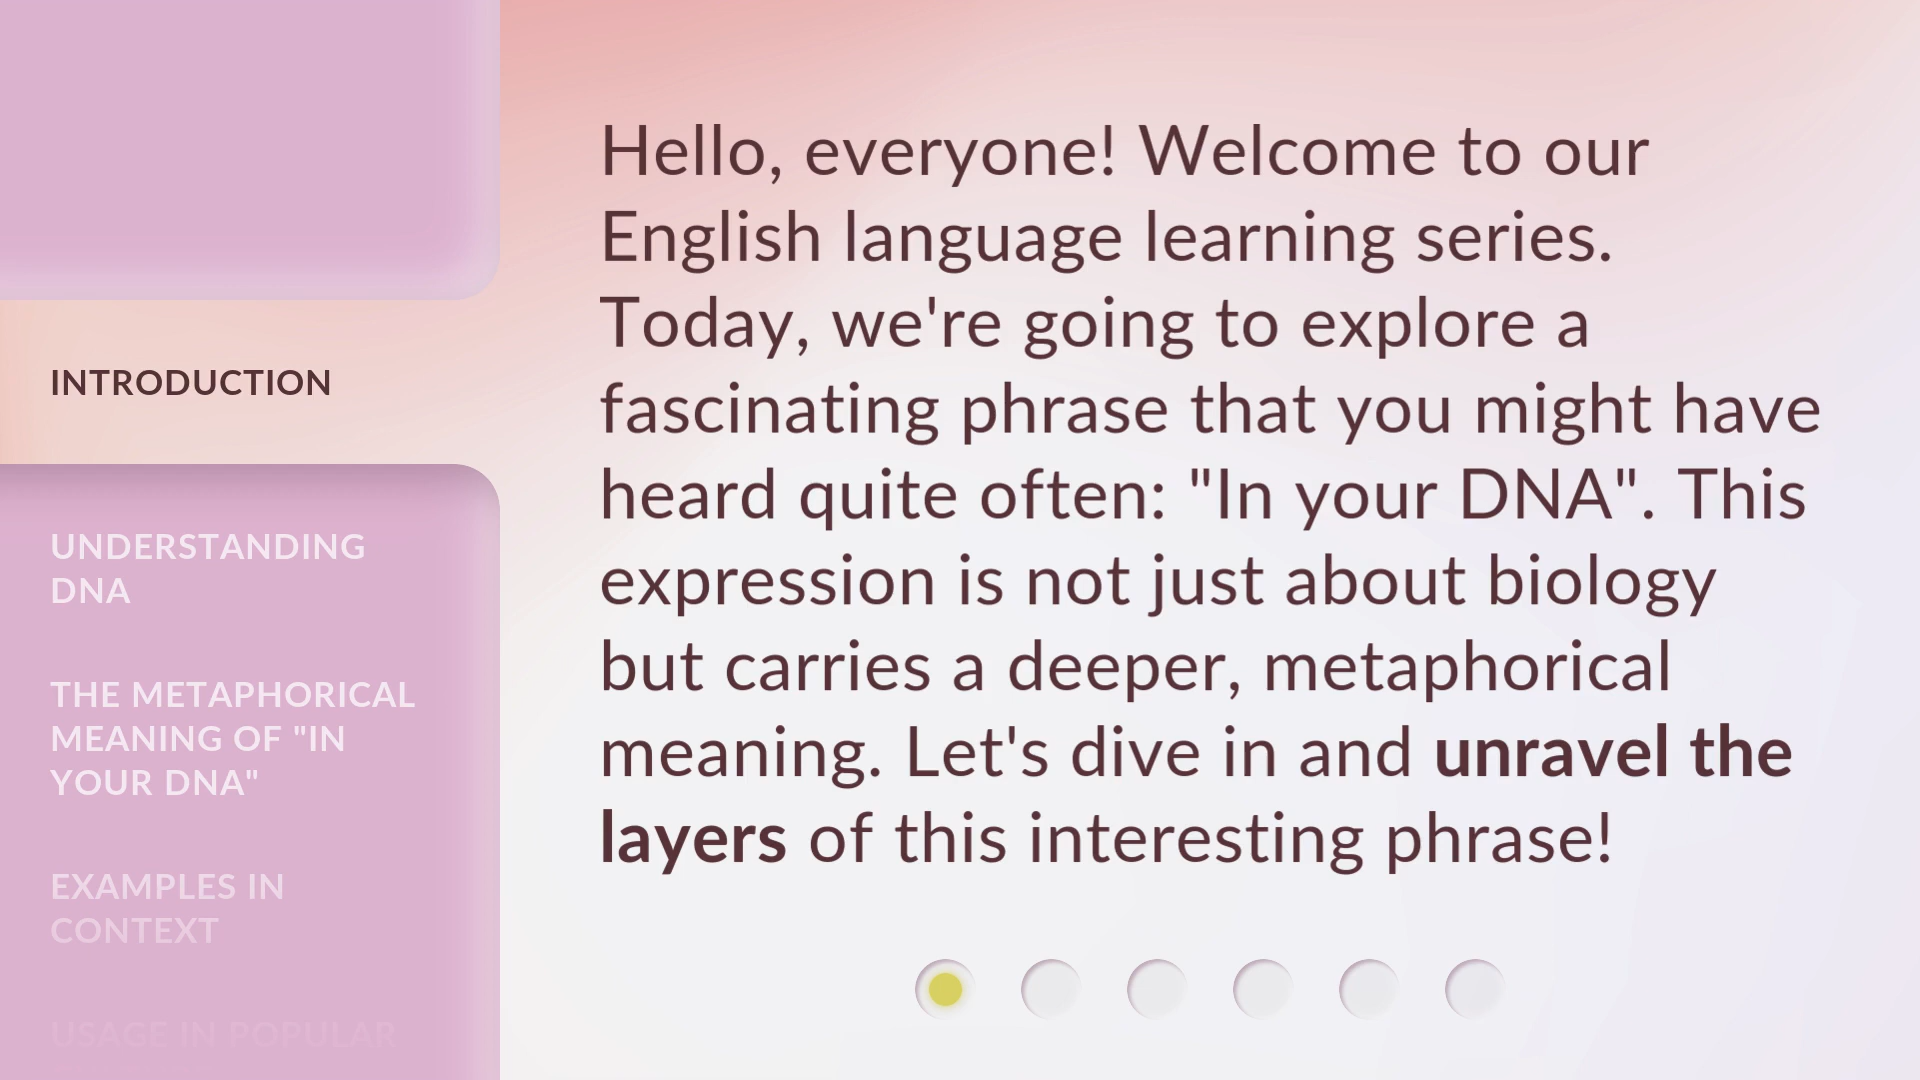 INTRODUCTION
UNDERSTANDING
DNA
THE METAPHORICAL
MEANING OF "IN
YOUR DNA"
EXAMPLES IN
CONTEXT
USAGE IN POPULAR
Hello, everyone! Welcome to our
English language learning series.
Today, we're going to explore a
fascinating phrase that you might have
heard quite often: "In your DNA". This
expression is not just about biology
but carries a deeper, metaphorical
meaning. Let's dive in and unravel the
layers of this interesting phrase!